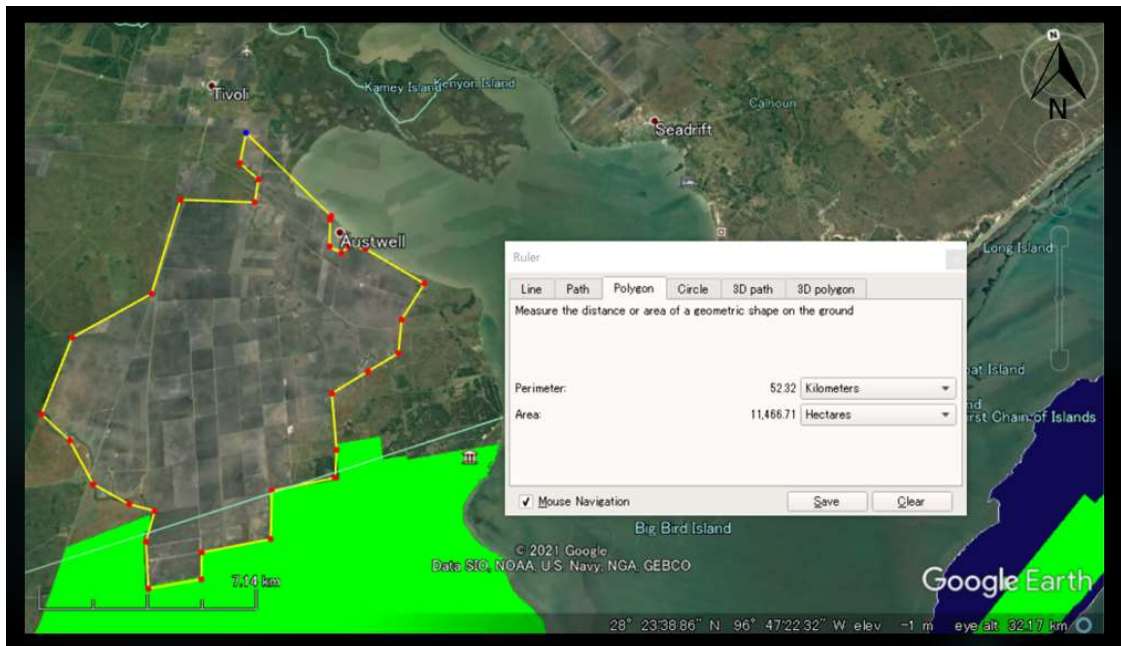 N
Tivoli
Kamey Island
Kenyon Island
Calhoun
Seadrift
N
Austwell
Long Island
Ruler
Line Path Polygon Circle 3D path 3D polygon
Measure the distance or area of a geometric shape on the ground
Perimeter: 52.32 Kilometers
Area: 11,466.71 Hectares
Mouse Navigation Save Clear
oat Island
nd
irst Chain of Islands
Big Bird Island
© 2021 Google
Data SIO, NOAA, U.S. Navy, NGA, GEBCO
7.14 km
Google Earth
28° 23'38.86" N 96° 47'22.32" W elev -1 m eye alt 32.17 km